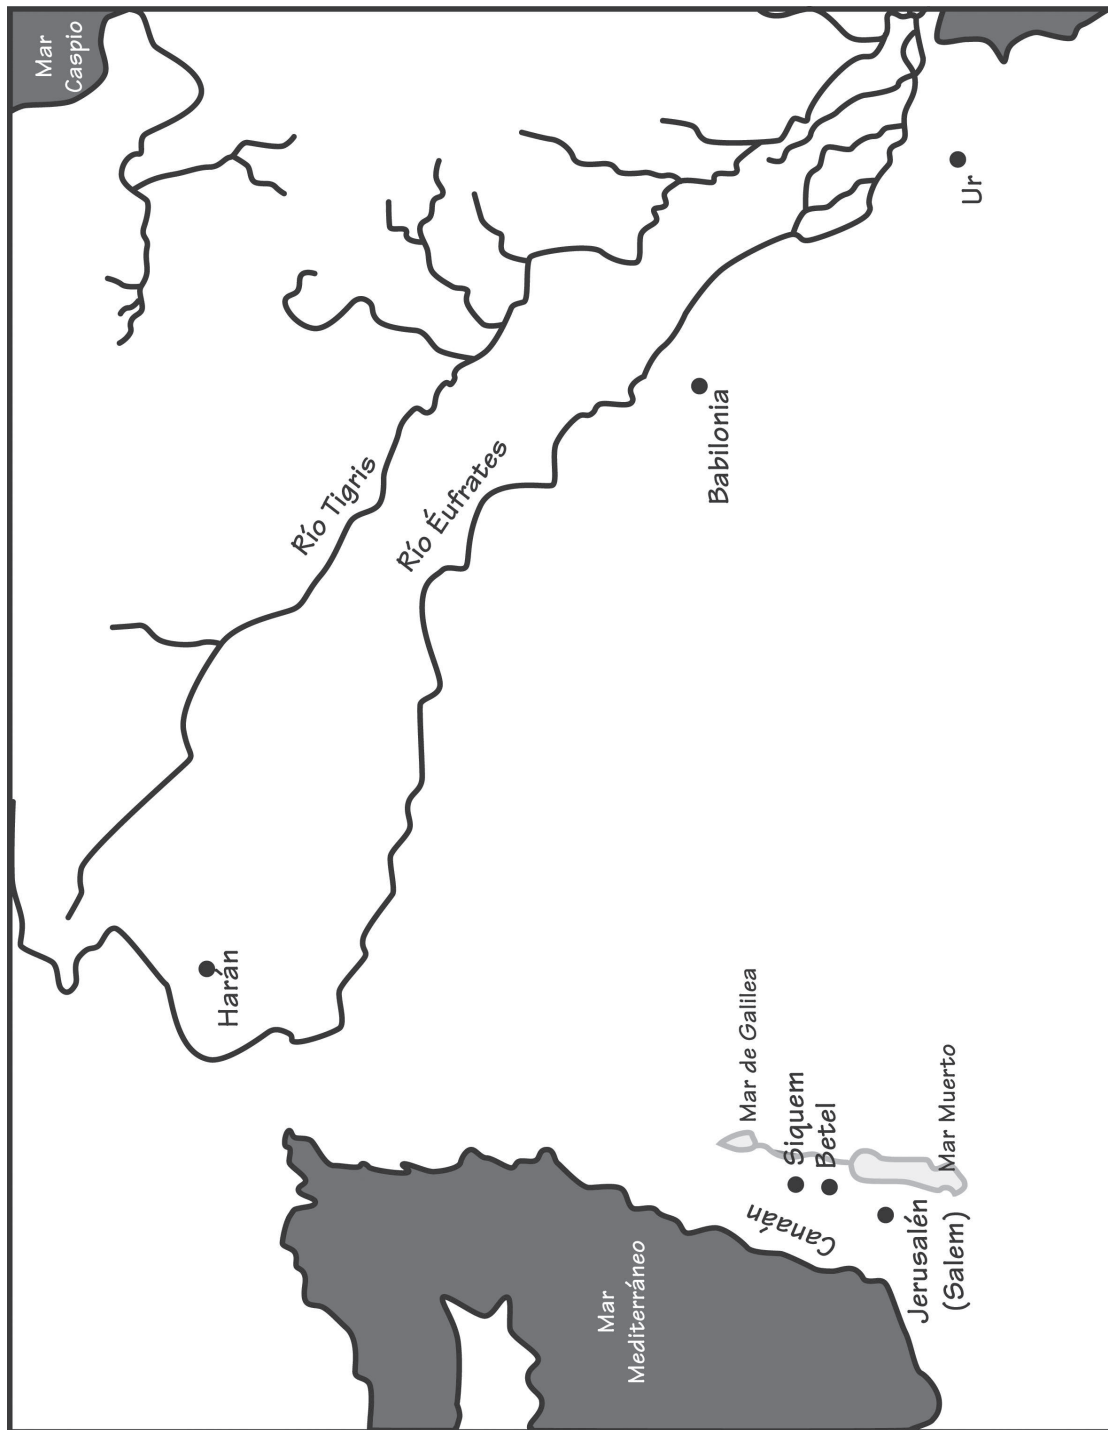 Mar
Caspio
Río Tigris
Río Éufrates
Harán
Babilonia
Ur
Mar
Mediterráneo
Canaán
Mar de Galilea
Siquem
Betel
Mar Muerto
Jerusalén
(Salem)